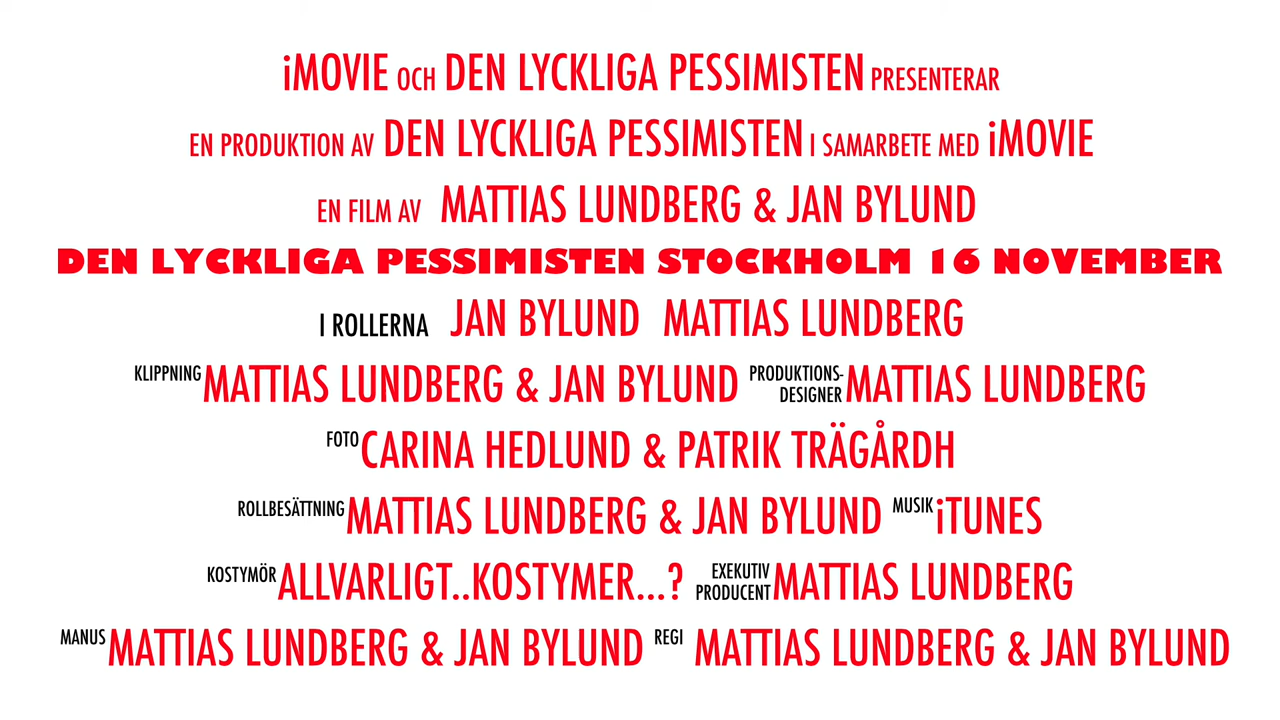 iMOVIE OCH DEN LYCKLIGA PESSIMISTEN PRESENTERAR
EN PRODUKTION AV DEN LYCKLIGA PESSIMISTEN I SAMARBETE MED iMOVIE
EN FILM AV MATTIAS LUNDBERG & JAN BYLUND
DEN LYCKLIGA PESSIMISTEN STOCKHOLM 16 NOVEMBER
I ROLLERNA JAN BYLUND MATTIAS LUNDBERG
KLIPPNING MATTIAS LUNDBERG & JAN BYLUND PRODUKTIONS-DESIGNER MATTIAS LUNDBERG
FOTO CARINA HEDLUND & PATRIK TRÄGÅRDH
ROLLBESÄTTNING MATTIAS LUNDBERG & JAN BYLUND MUSIK iTUNES
KOSTYMÖR ALLVARLIGT..KOSTYMER...? EXEKUTIV PRODUCENT MATTIAS LUNDBERG
MANUS MATTIAS LUNDBERG & JAN BYLUND REGI MATTIAS LUNDBERG & JAN BYLUND